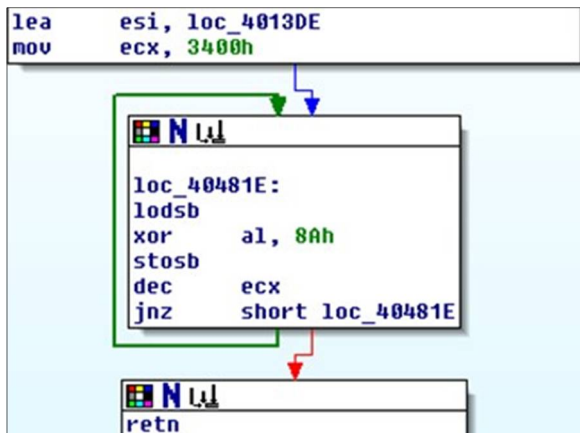 lea esi, loc_4013DE
mov ecx, 3400h
N
loc_40481E:
lodsb
xor al, 8Ah
stosb
dec ecx
jnz short loc_40481E
N
retn